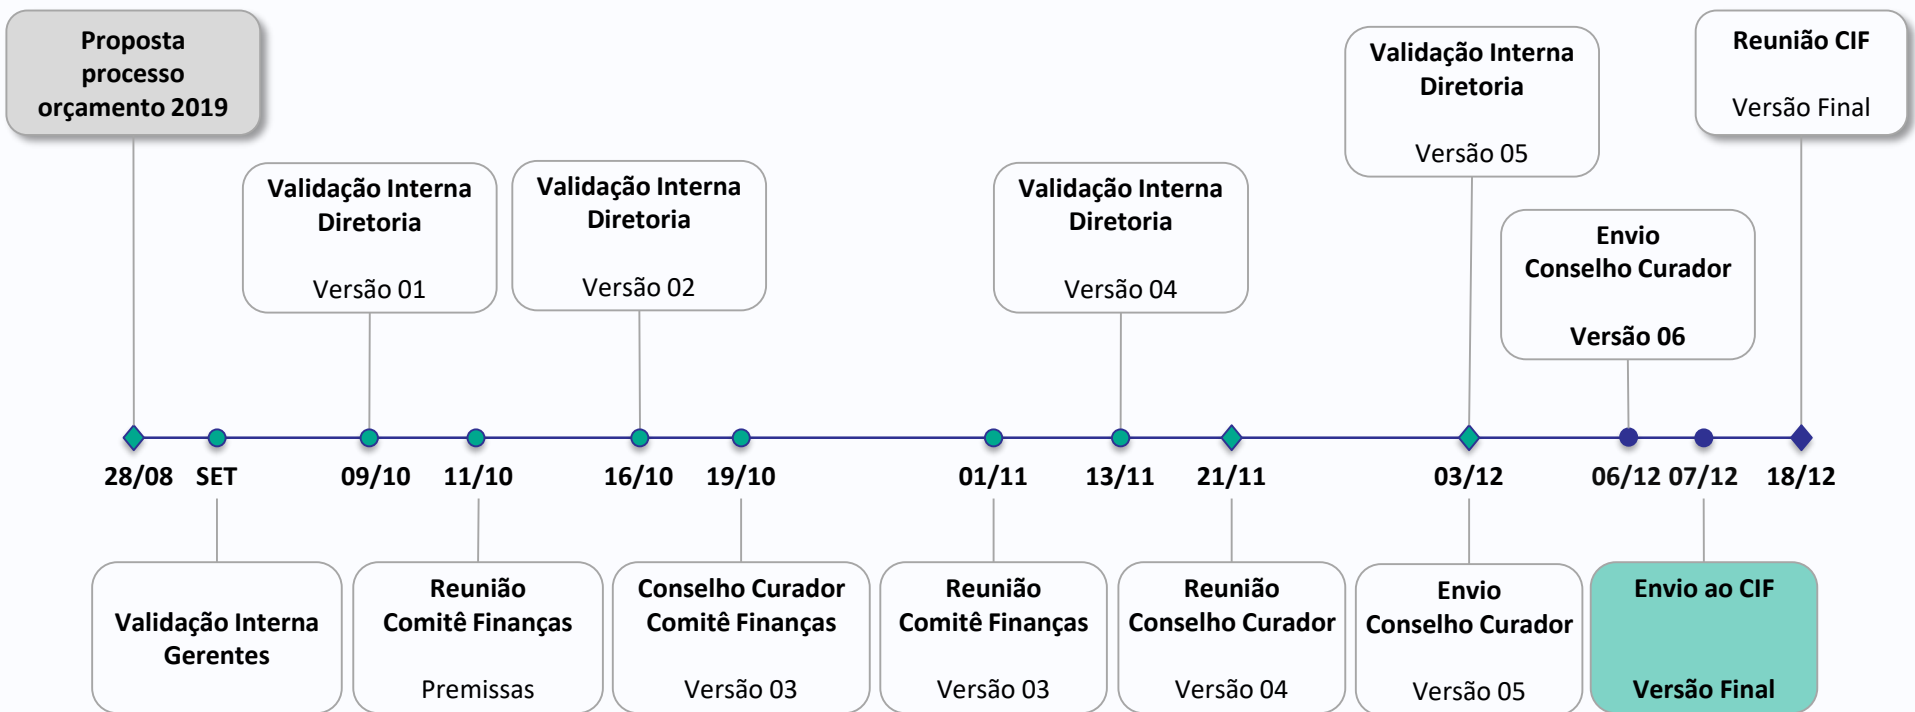 Proposta
processo
orçamento 2019
Validação Interna
Diretoria
Versão 01
Validação Interna
Diretoria
Versão 02
Validação Interna
Diretoria
Versão 04
Validação Interna
Diretoria
Versão 05
Envio
Conselho Curador
Versão 06
Reunião CIF
Versão Final
28/08 SET 09/10 11/10 16/10 19/10 01/11 13/11 21/11 03/12 06/12 07/12 18/12
Validação Interna
Gerentes
Reunião
Comitê Finanças
Premissas
Conselho Curador
Comitê Finanças
Versão 03
Reunião
Comitê Finanças
Versão 03
Reunião
Conselho Curador
Versão 04
Envio
Conselho Curador
Versão 05
Envio ao CIF
Versão Final